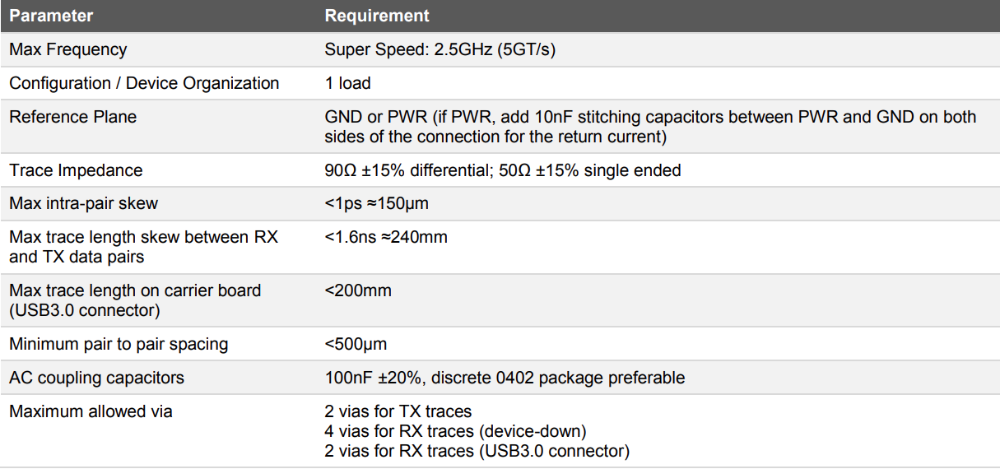 Parameter Requirement
Max Frequency Super Speed: 2.5GHz (5GT/s)
Configuration / Device Organization 1 load
Reference Plane GND or PWR (if PWR, add 10nF stitching capacitors between PWR and GND on both
sides of the connection for the return current)
Trace Impedance 90Ω ±15% differential; 50Ω ±15% single ended
Max intra-pair skew <1ps ≈150µm
Max trace length skew between RX <1.6ns ≈240mm
and TX data pairs
Max trace length on carrier board <200mm
(USB3.0 connector)
Minimum pair to pair spacing <500µm
AC coupling capacitors 100nF ±20%, discrete 0402 package preferable
Maximum allowed via 2 vias for TX traces
4 vias for RX traces (device-down)
2 vias for RX traces (USB3.0 connector)